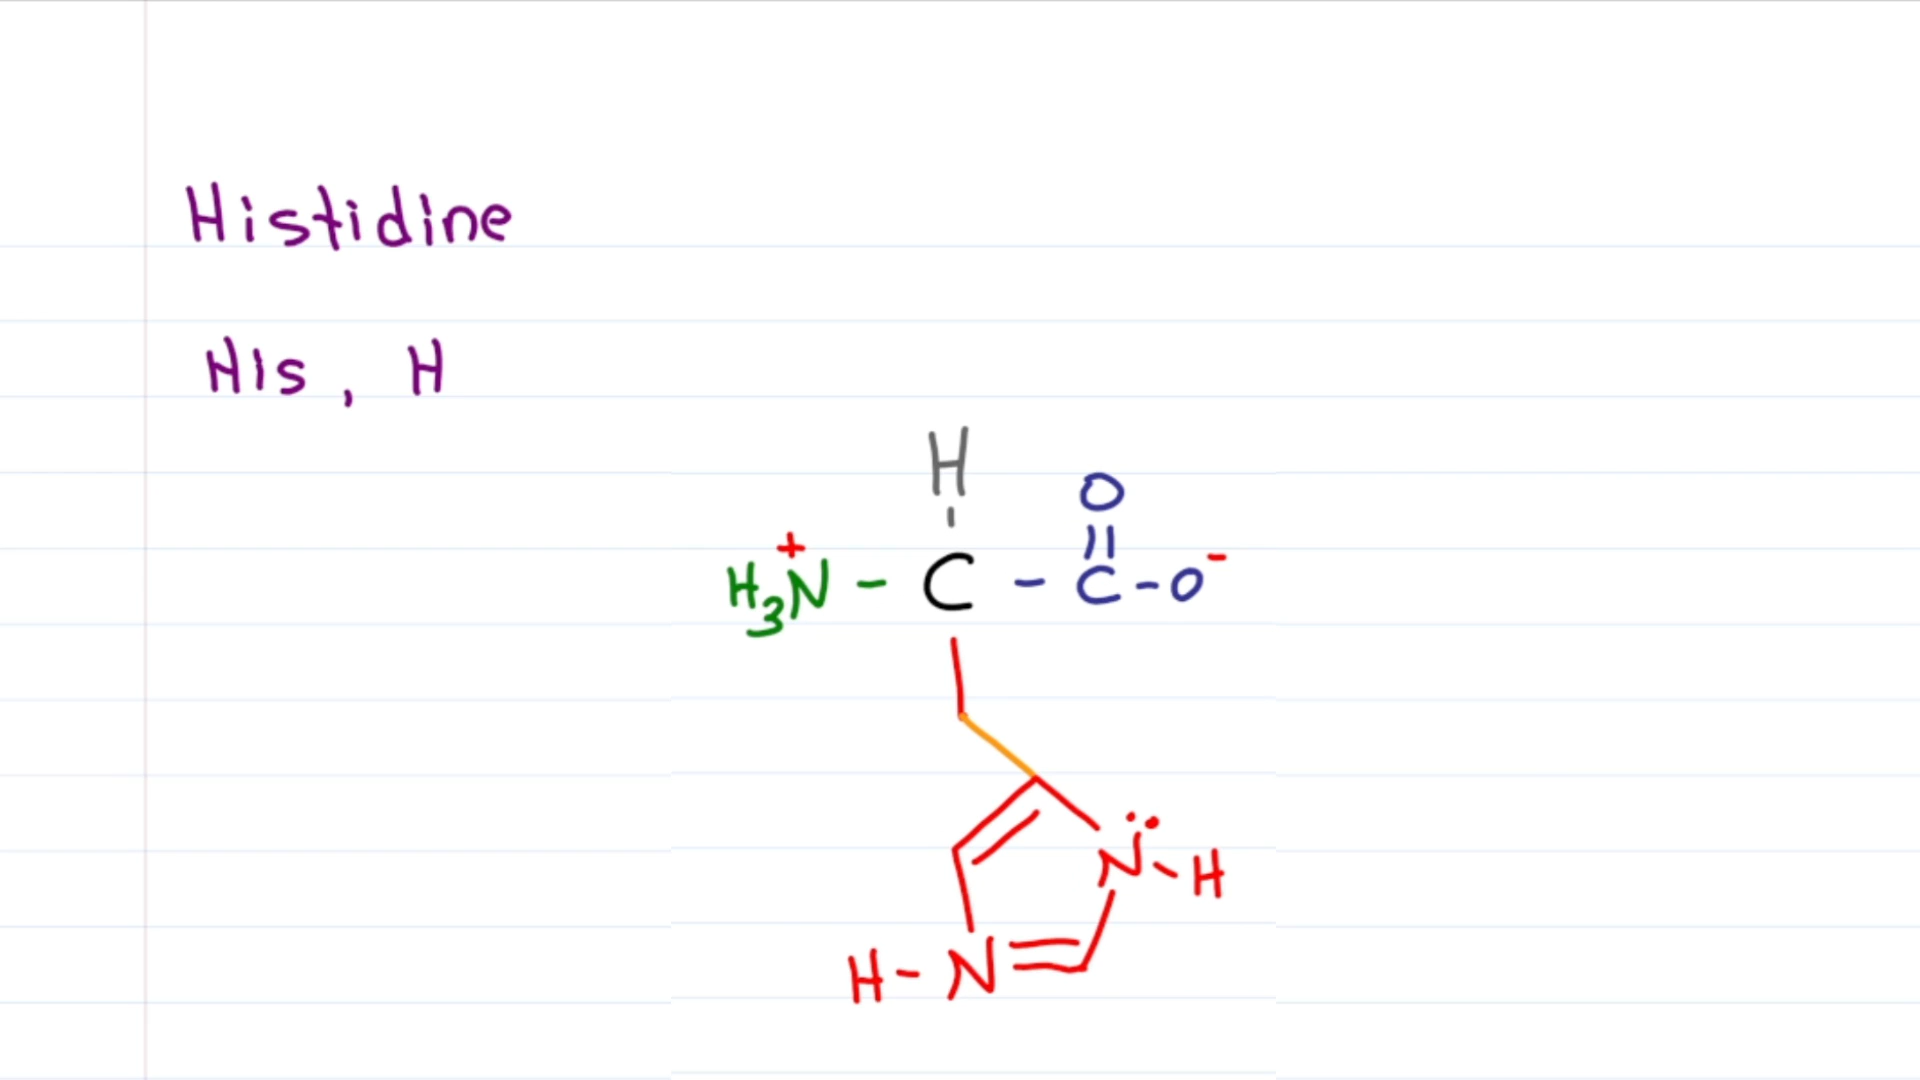 Histidine
His, H
H
O
H3N+ - C - C - O-
N - H
H - N